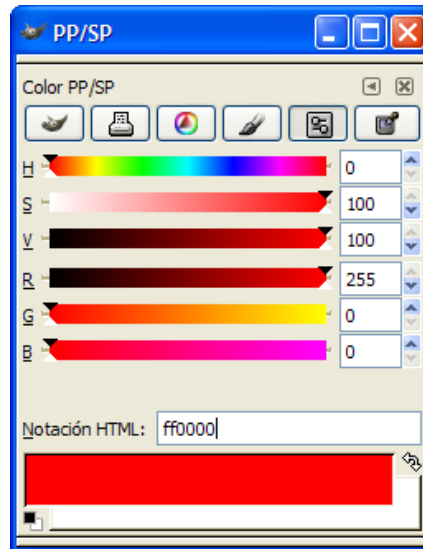 PP/SP
Color PP/SP
H 0
S 100
V 100
R 255
G 0
B 0
Notación HTML: ff0000